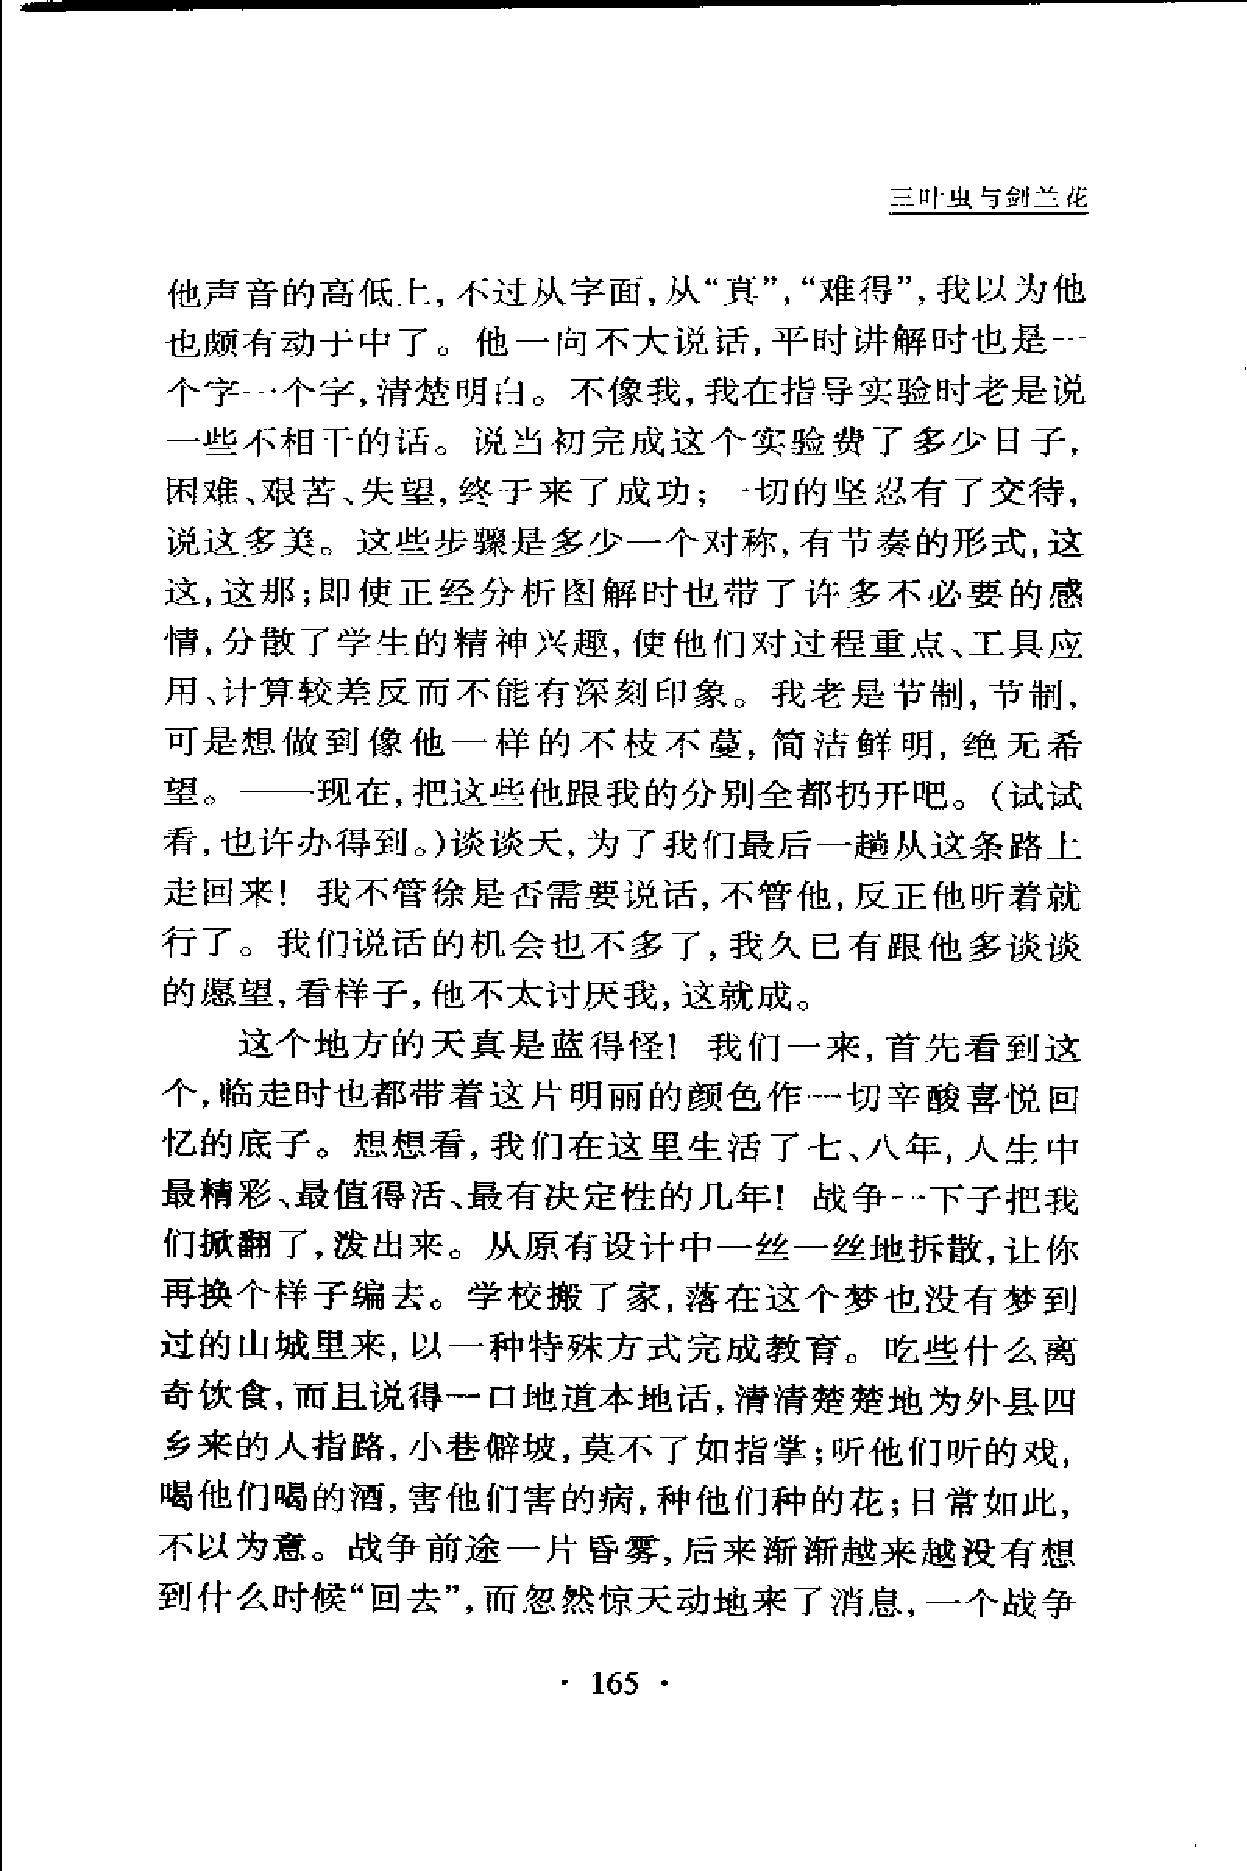 三叶虫与剑兰花
他声音的高低上，不过从字面，从“真”，“难得”，我以为他
也颇有动于中了。他一向不大说话，平时讲解时也是一
个字一个字，清楚明白。不像我，我在指导实验时老是说
一些不相干的话。说当初完成这个实验费了多少日子，
困难、艰苦、失望，终于来了成功；一切的坚忍有了交待，
说这多美。这些步骤是多少一个对称，有节奏的形式，这
这，这那；即使正经分析图解时也带了许多不必要的感
情，分散了学生的精神兴趣，使他们对过程重点、工具应
用、计算较差反而不能有深刻印象。我老是节制，节制，
可是想做到像他一样的不枝不蔓，简洁鲜明，绝无希
望。——现在，把这些他跟我的分别全都扔开吧。（试试
看，也许办得到。）谈谈天，为了我们最后一趟从这条路上
走回来！我不管徐是否需要说话，不管他，反正他听着就
行了。我们说话的机会也不多了，我久已有跟他多谈谈
的愿望，看样子，他不太讨厌我，这就成。
这个地方的天真是蓝得怪！我们一来，首先看到这
个，临走时也都带着这片明丽的颜色作一切辛酸喜悦回
忆的底子。想想看，我们在这里生活了七、八年，人生中
最精彩、最值得活、最有决定性的几年！战争一下子把我
们掀翻了，泼出来。从原有设计中一丝一丝地拆散，让你
再换个样子编去。学校搬了家，落在这个梦也没有梦到
过的山城里来，以一种特殊方式完成教育。吃些什么离
奇饮食，而且说得一口地道本地话，清清楚楚地为外县四
乡来的人指路，小巷僻坡，莫不了如指掌；听他们听的戏，
喝他们喝的酒，害他们害的病，种他们种的花；日常如此，
不以为意。战争前途一片昏雾，后来渐渐越来越没有想
到什么时候“回去”，而忽然惊天动地来了消息，一个战争
· 165 ·